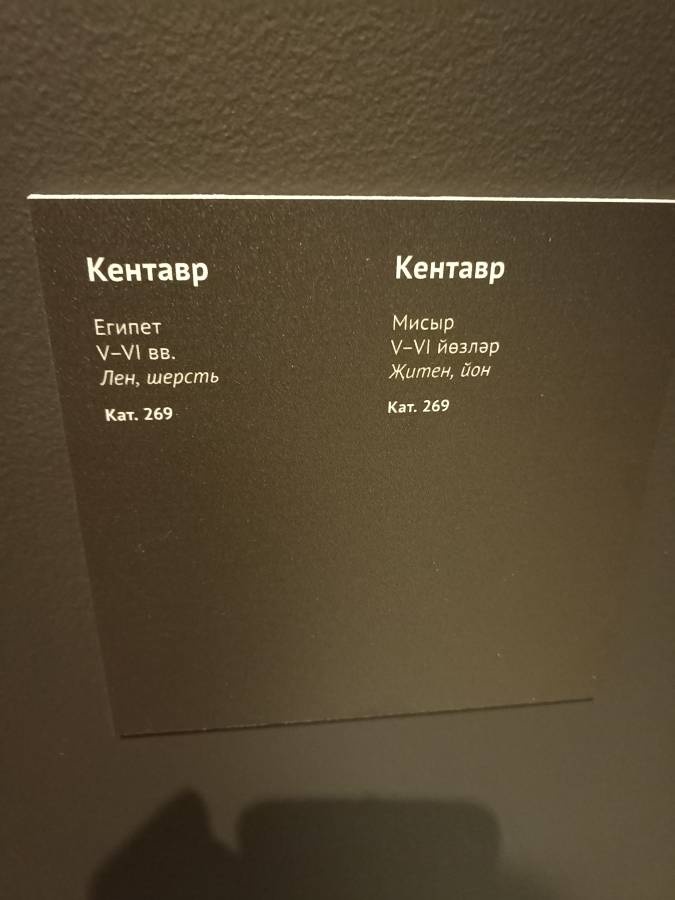 Кентавр
Египет
V–VI вв.
Лен, шерсть
Кат. 269
Кентавр
Мисыр
V–VI йөзләр
Җитен, йон
Кат. 269